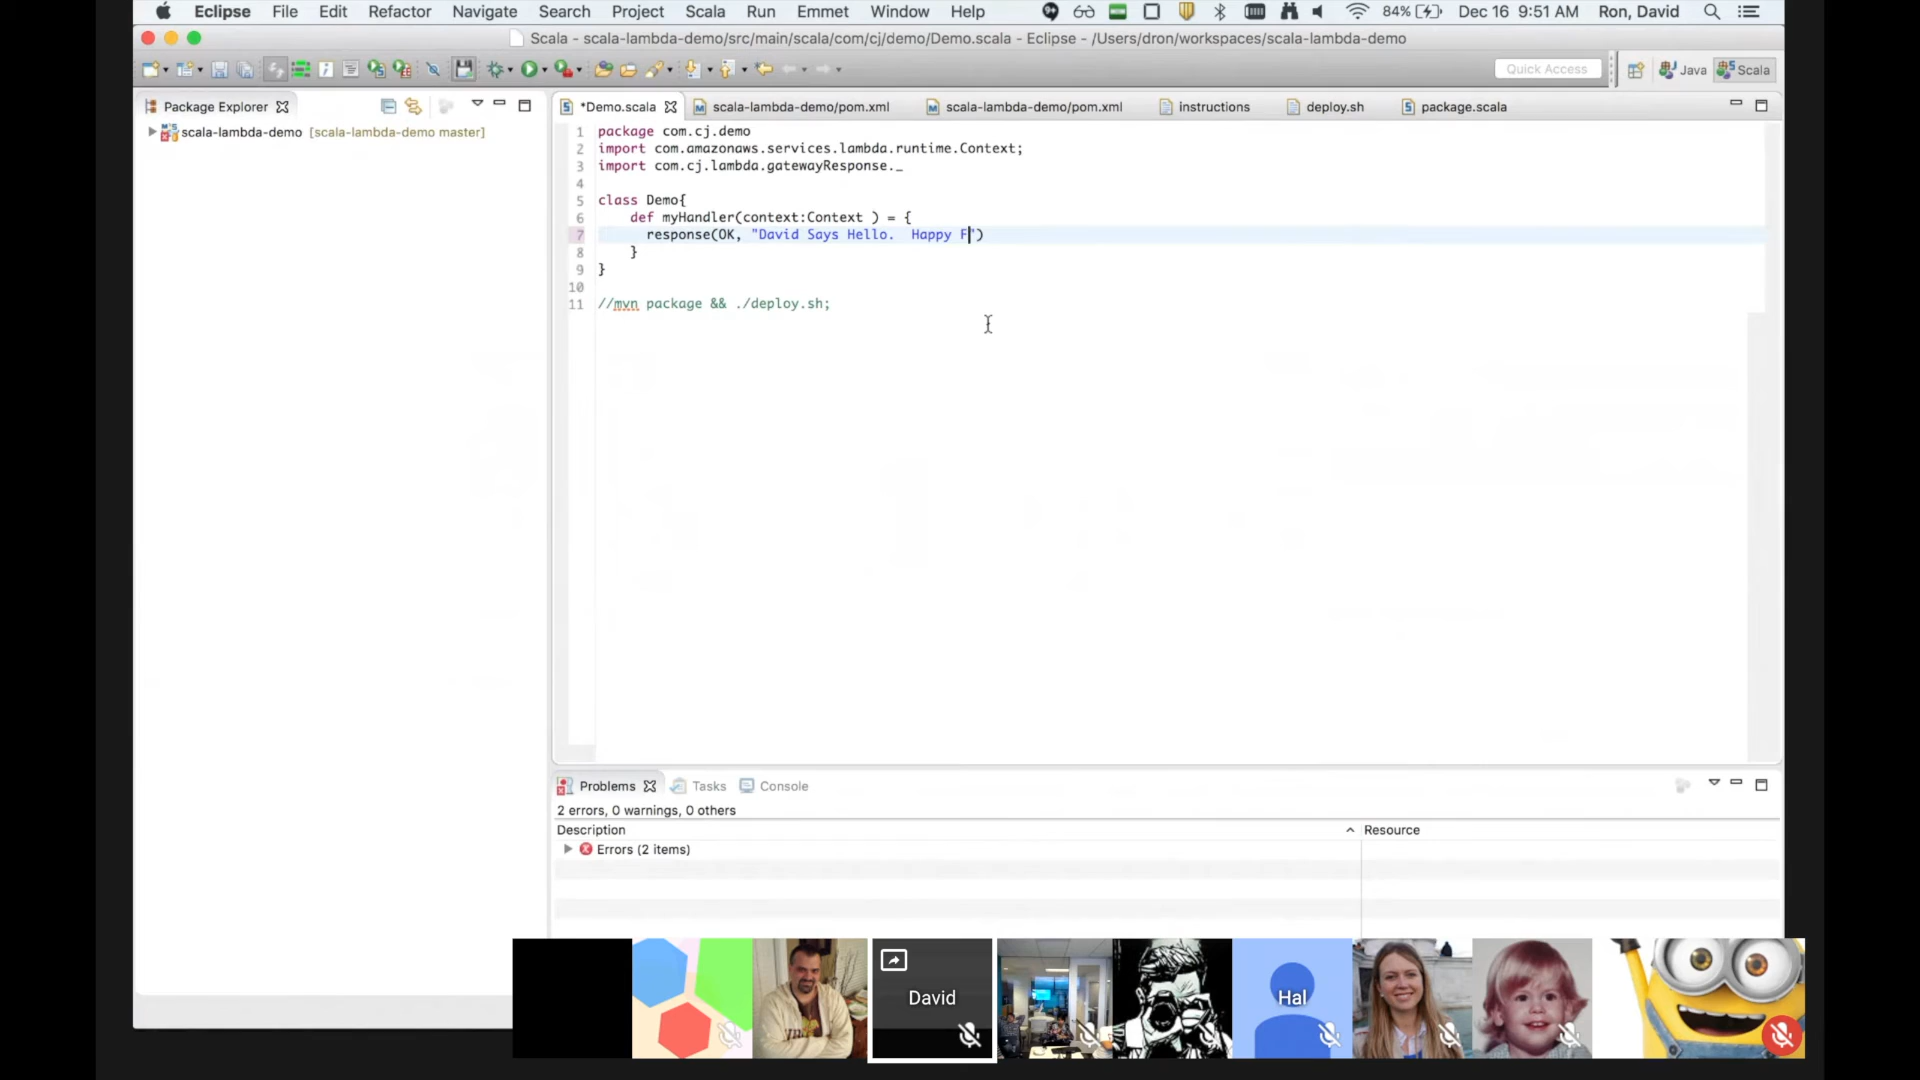 Eclipse File Edit Refactor Navigate Search Project Scala Run Emmet Window Help 84% Dec 16 9:51 AM Ron, David
Scala - scala-lambda-demo/src/main/scala/com/cj/demo/Demo.scala - Eclipse - /Users/dron/workspaces/scala-lambda-demo
Quick Access Java Scala
Package Explorer *Demo.scala scala-lambda-demo/pom.xml scala-lambda-demo/pom.xml instructions deploy.sh package.scala
scala-lambda-demo [scala-lambda-demo master]
1 package com.cj.demo
2 import com.amazonaws.services.lambda.runtime.Context;
3 import com.cj.lambda.gatewayResponse._
4
5 class Demo{
6 def myHandler(context:Context ) = {
7 response(OK, "David Says Hello.  Happy F")
8 }
9 }
10
11 //mvn package && ./deploy.sh;
Problems Tasks Console
2 errors, 0 warnings, 0 others
Description Resource
Errors (2 items)
David
Hal